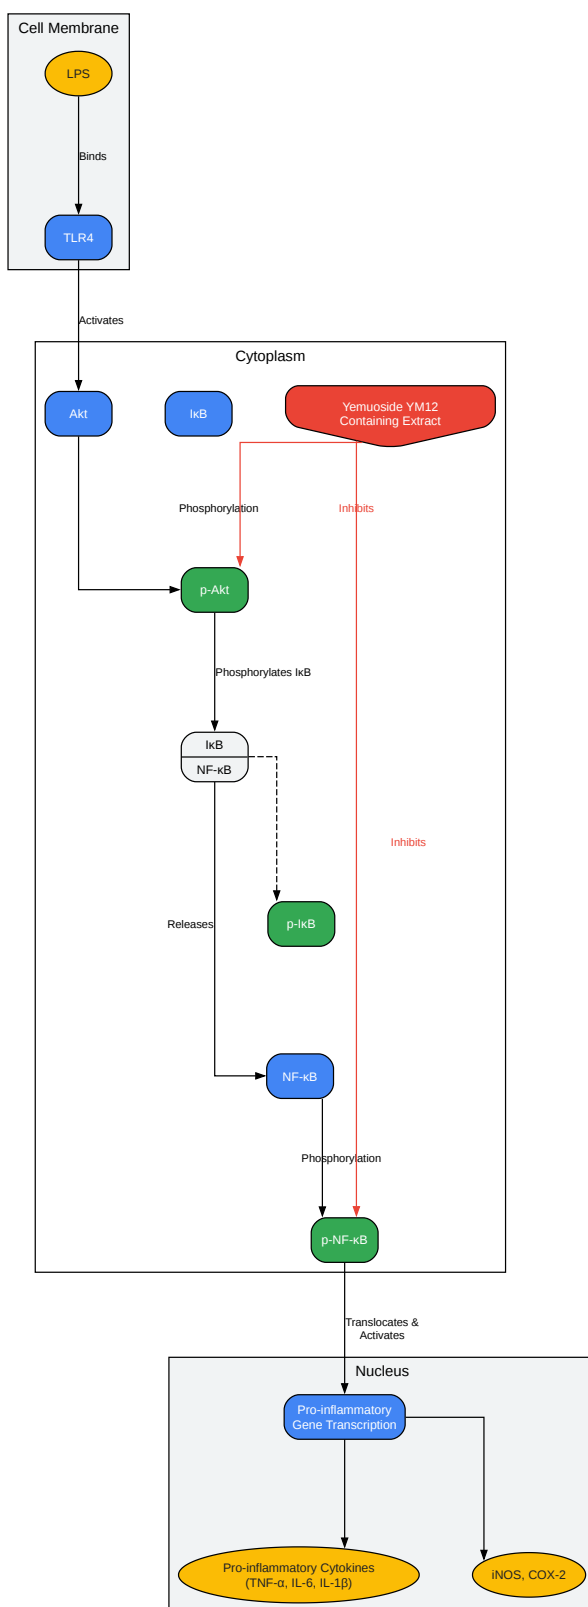 Cell Membrane
LPS
Binds
TLR4
Activates
Cytoplasm
Akt
IκB
Yemuoside YM12
Containing Extract
Phosphorylation
Inhibits
p-Akt
Phosphorylates IκB
IκB
NF-κB
Inhibits
p-IκB
Releases
NF-κB
Phosphorylation
p-NF-κB
Translocates &
Activates
Nucleus
Pro-inflammatory
Gene Transcription
Pro-inflammatory Cytokines
(TNF-α, IL-6, IL-1β)
iNOS, COX-2